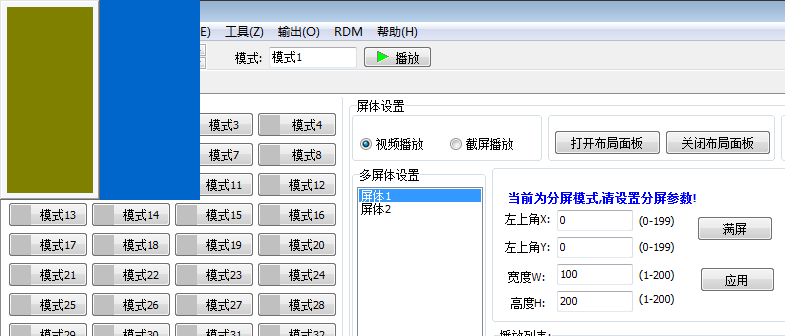 E) 工具(Z) 输出(O) RDM 帮助(H)
模式: 模式1 播放
屏体设置
模式3 模式4
视频播放 截屏播放 打开布局面板 关闭布局面板
模式7 模式8
多屏体设置
模式11 模式12
屏体1
屏体2
当前为分屏模式,请设置分屏参数!
模式13 模式14 模式15 模式16
左上角X: 0 (0-199) 满屏
模式17 模式18 模式19 模式20
左上角Y: 0 (0-199)
模式21 模式22 模式23 模式24
宽度W: 100 (1-200) 应用
模式25 模式26 模式27 模式28
高度H: 200 (1-200)
模式29 模式30 模式31 模式32
播放列表: